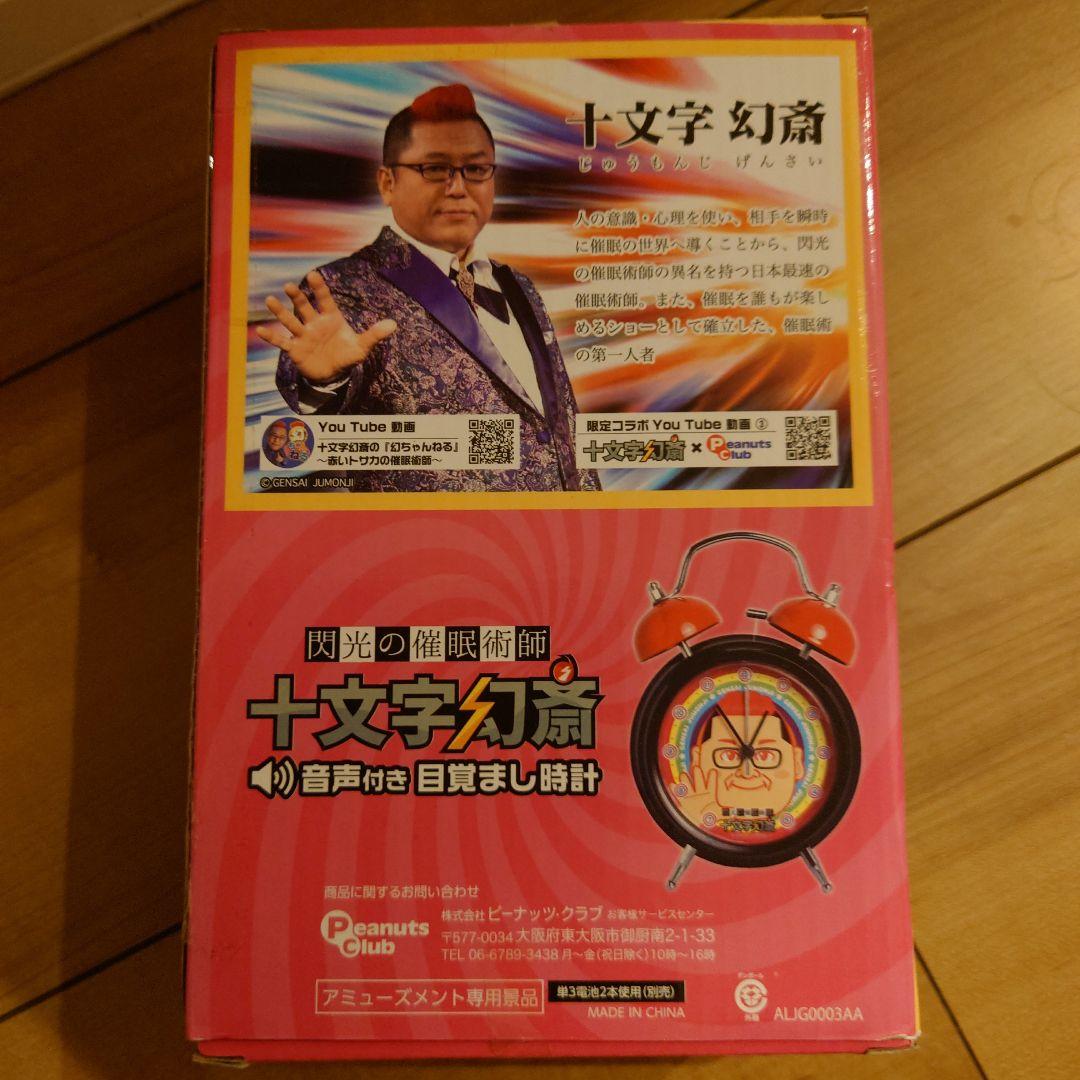 十文字 幻斎
じゅうもんじ げんさい
人の意識・心理を使い、相手を瞬時
に催眠の世界へ導くことから、閃光
の催眠術師の異名を持つ日本最速の
催眠術師。また、催眠を誰もが楽し
めるショーとして確立した、催眠術
の第一人者
You Tube 動画
十文字幻斎の『幻ちゃんねる』
～赤いトサカの催眠術師～
限定コラボ You Tube 動画 ①
十文字幻斎 × Peanuts Club
©GENSAI JUMONJI
閃光の催眠術師
十文字幻斎
音声付き 目覚まし時計
十文字幻斎
商品に関するお問い合わせ
Peanuts Club
株式会社 ピーナッツ・クラブ お客様サービスセンター
〒577-0034 大阪府東大阪市御厨南2-1-33
TEL 06-6789-3438 月～金(祝日除く)10時～16時
アミューズメント専用景品
単3電池2本使用(別売)
MADE IN CHINA
ダンボール
外箱
ALJG0003AA